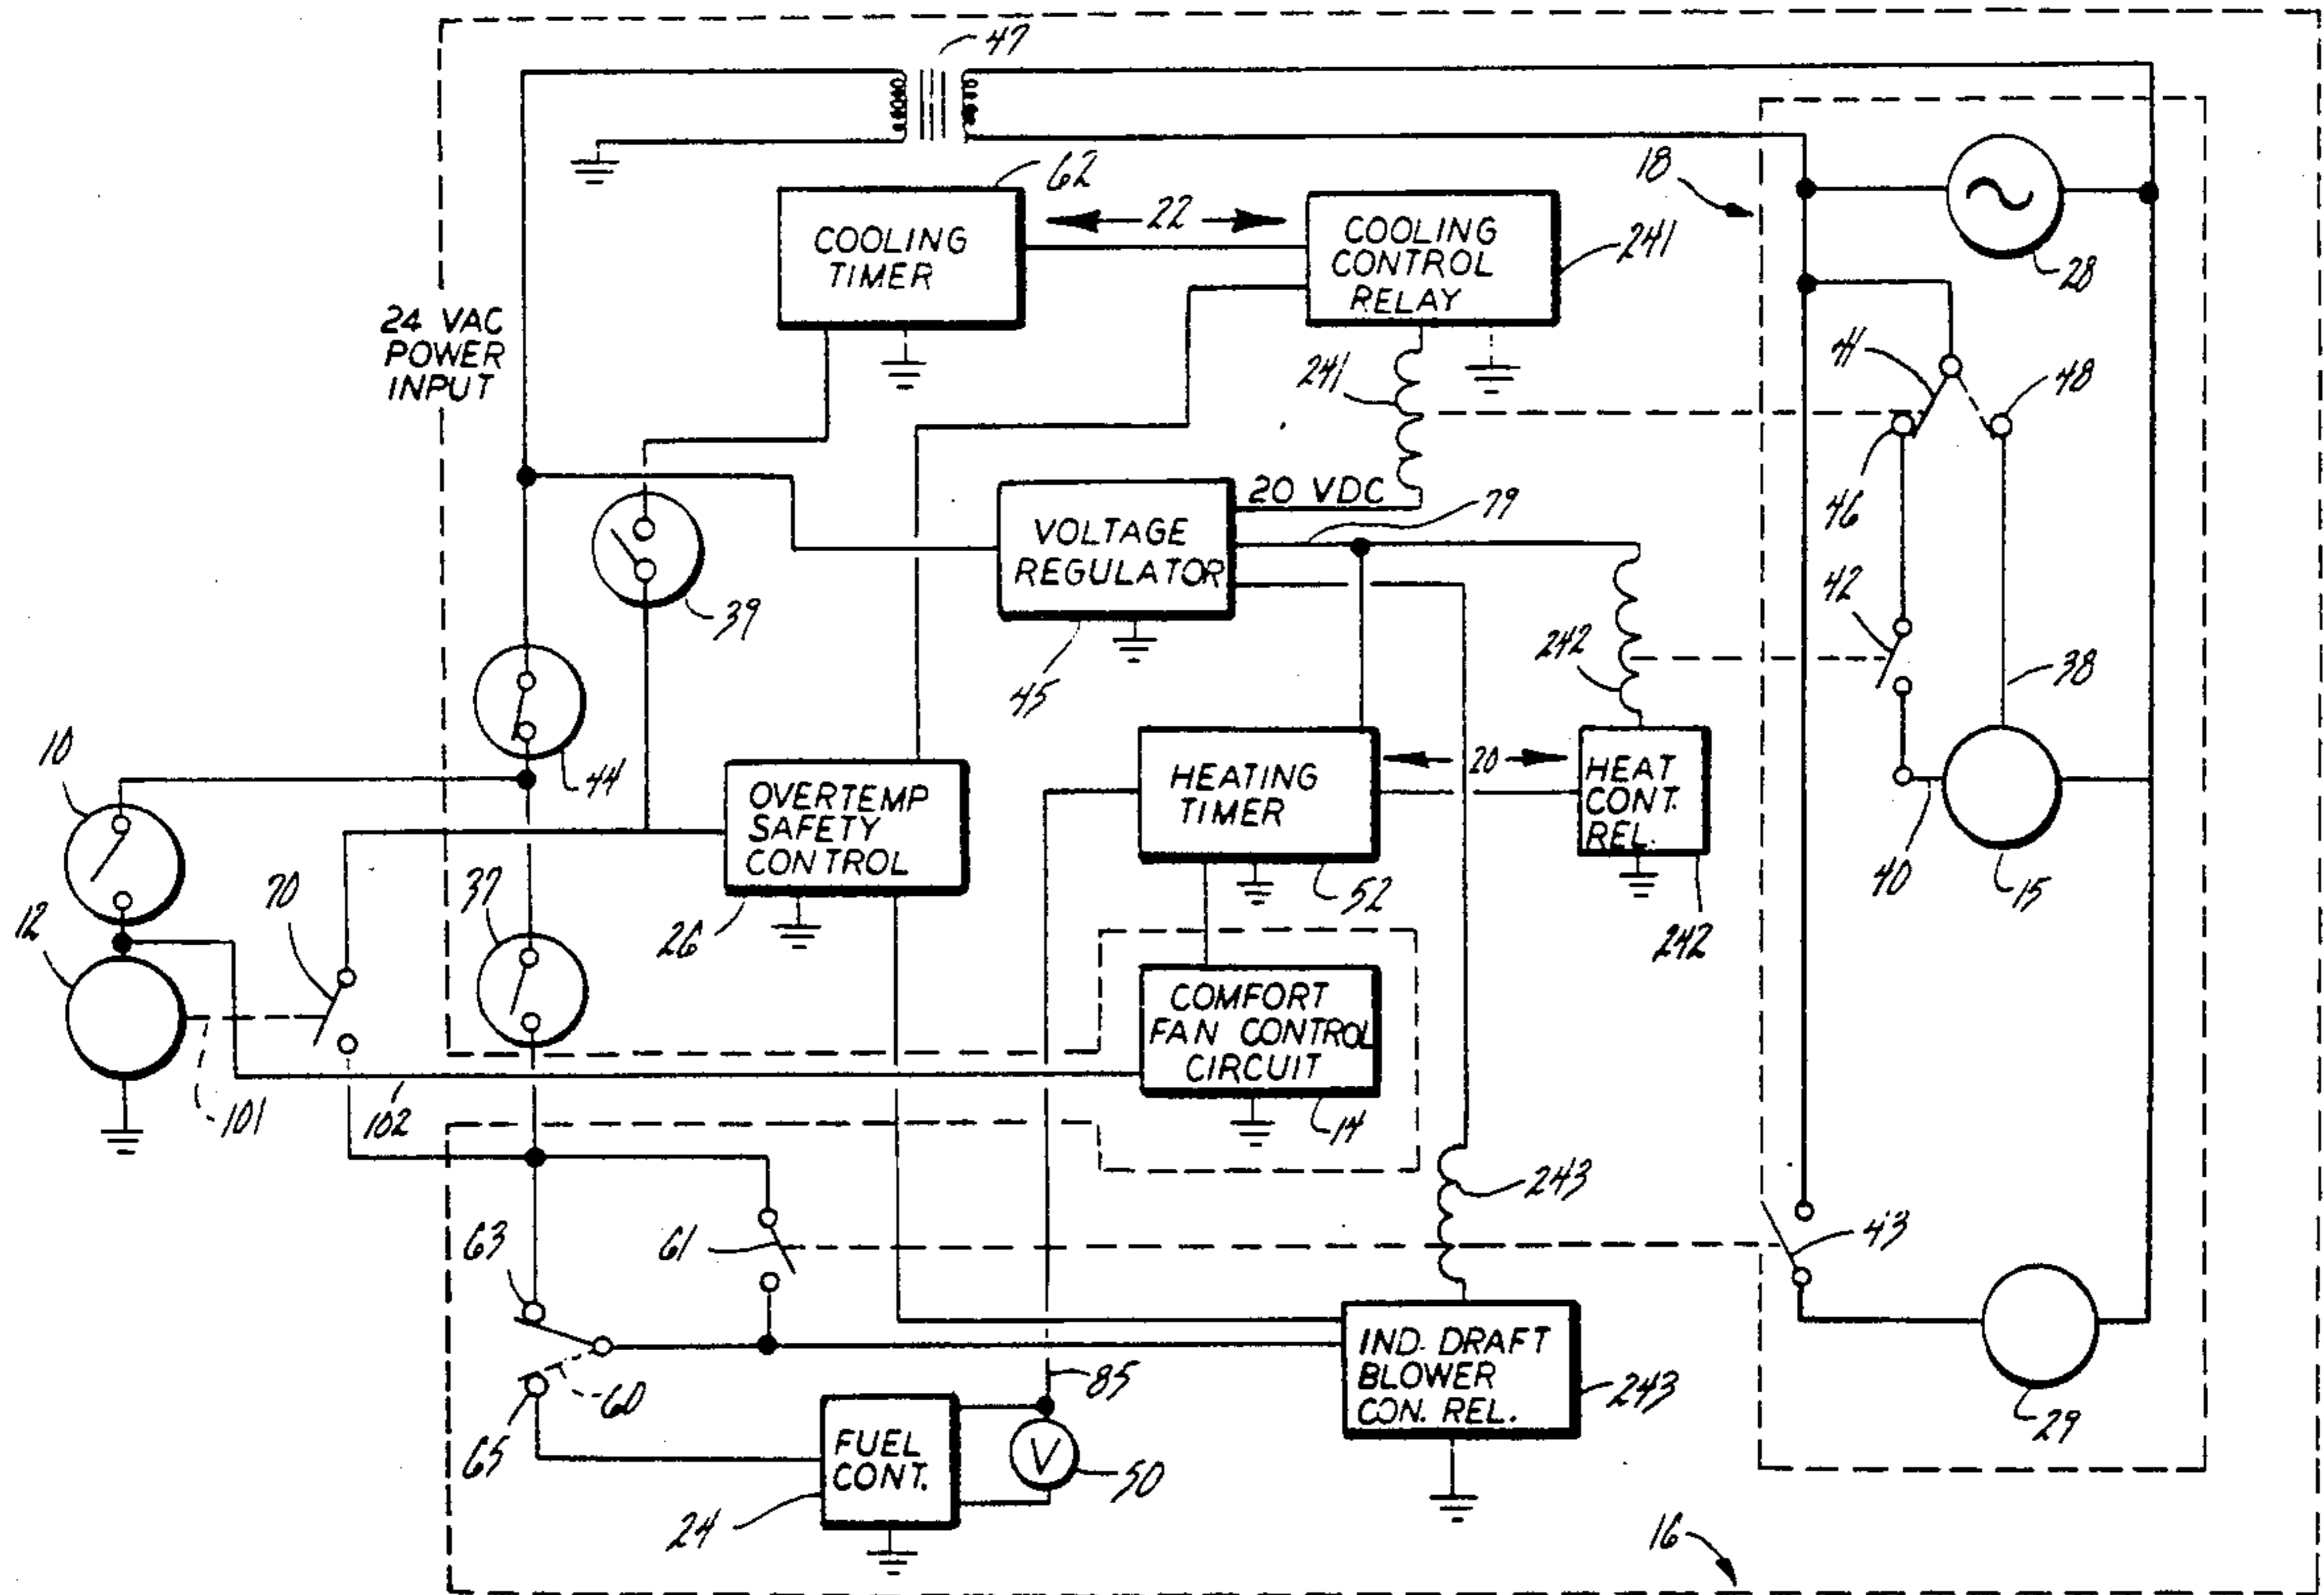 47
62
22
18
COOLING
TIMER
COOLING
CONTROL
RELAY
241
28
24 VAC
POWER
INPUT
241
41
48
46
20 VDC
79
VOLTAGE
REGULATOR
39
42
242
45
38
10
44
OVERTEMP
SAFETY
CONTROL
HEATING
TIMER
20
HEAT
CONT.
REL.
40
15
12
70
37
26
52
242
COMFORT
FAN CONTROL
CIRCUIT
101
102
14
243
63
61
43
IND. DRAFT
BLOWER
CON. REL.
243
60
85
65
FUEL
CONT.
V
50
29
24
16